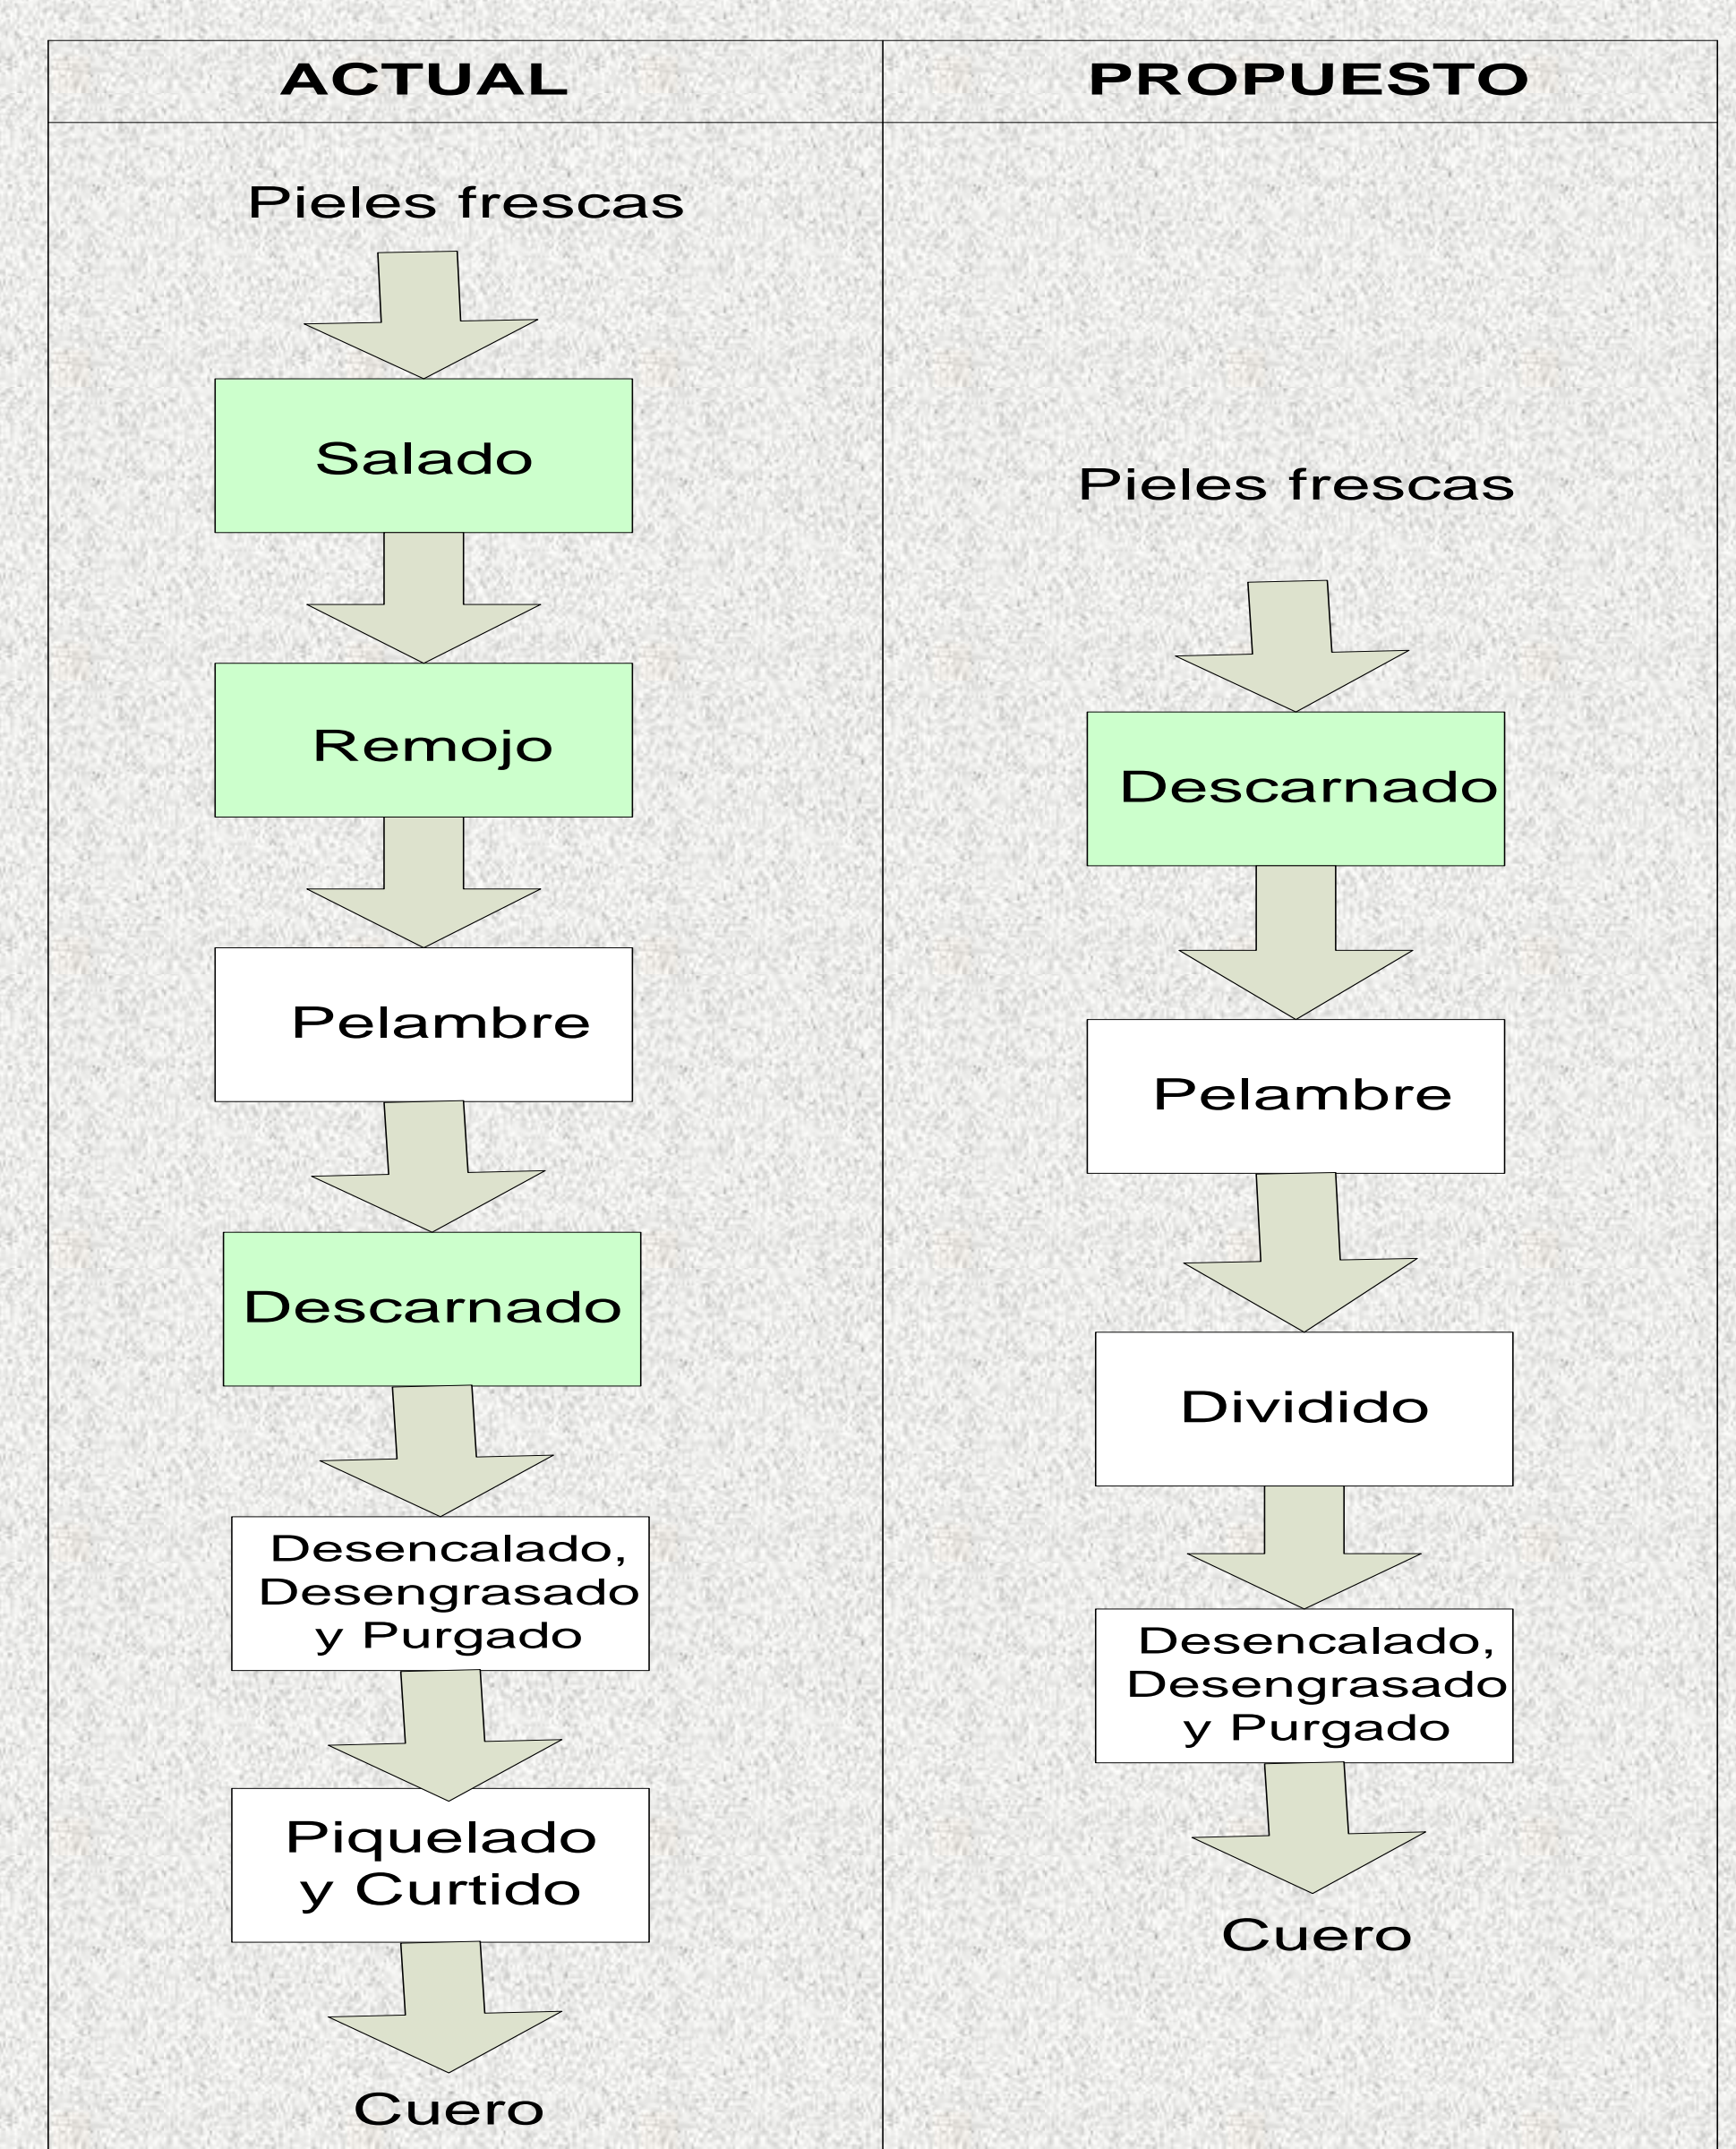 ACTUAL
Pieles frescas
Salado
Remojo
Pelambre
Descarnado
Desencalado,
Desengrasado
y Purgado
Piquelado
y Curtido
Cuero
PROPUESTO
Pieles frescas
Descarnado
Pelambre
Dividido
Desencalado,
Desengrasado
y Purgado
Cuero